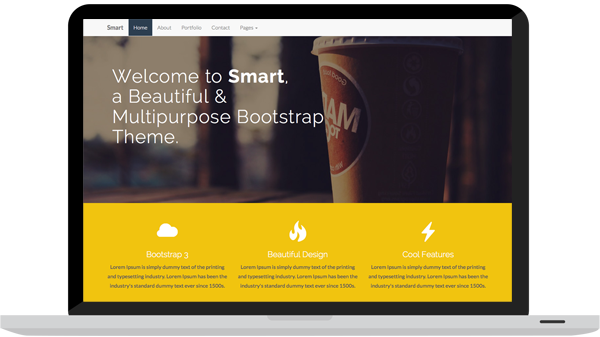 Smart Home About Portfolio Contact Pages
Welcome to Smart,
a Beautiful &
Multipurpose Bootstrap
Theme.
Bootstrap 3
Lorem Ipsum is simply dummy text of the printing
and typesetting industry. Lorem Ipsum has been the
industry's standard dummy text ever since 1500s.
Beautiful Design
Lorem Ipsum is simply dummy text of the printing
and typesetting industry. Lorem Ipsum has been the
industry's standard dummy text ever since 1500s.
Cool Features
Lorem Ipsum is simply dummy text of the printing
and typesetting industry. Lorem Ipsum has been the
industry's standard dummy text ever since 1500s.